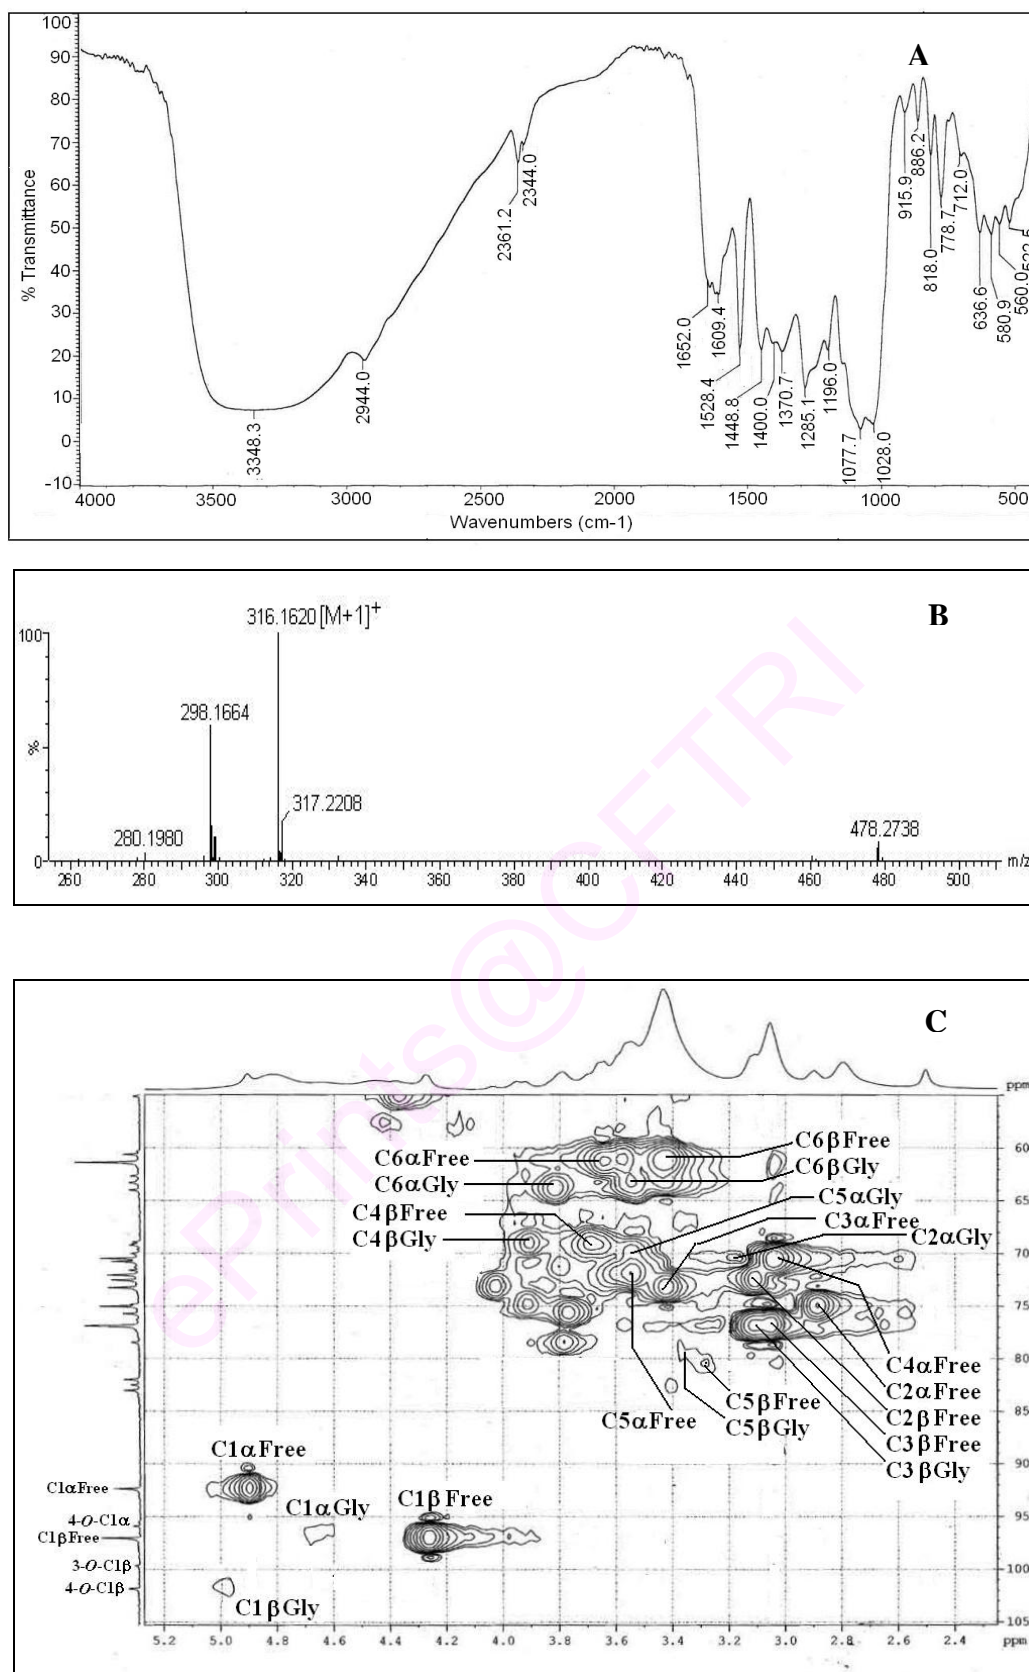 A
100
90
80
70
60
50
40
30
20
10
0
-10
% Transmittance
3348.3
2944.0
2361.2
2344.0
1652.0
1609.4
1528.4
1448.8
1400.0
1370.7
1285.1
1196.0
1077.7
1028.0
915.9
886.2
818.0
778.7
712.0
636.6
580.9
560.0
4000 3500 3000 2500 2000 1500 1000 500
Wavenumbers (cm-1)
B
316.1620 [M+1]+
100
298.1664
%
317.2208
280.1980
478.2738
0
m/z
260 280 300 320 340 360 380 400 420 440 460 480 500
ePrints@CFTRI
C
ppm
C6αFree
C6βFree
C6αGly
C6βGly
C4βFree
C5αGly
C4βGly
C3αFree
C2αGly
60
65
70
75
80
85
90
95
100
105
C4αFree
C2αFree
C5βFree
C2βFree
C5αFree
C5βGly
C3βFree
C3βGly
C1αFree
C1αFree
C1αGly
C1βFree
4-O-C1α
C1βFree
3-O-C1β
4-O-C1β
C1βGly
5.2 5.0 4.8 4.6 4.4 4.2 4.0 3.8 3.6 3.4 3.2 3.0 2.8 2.6 2.4 ppm